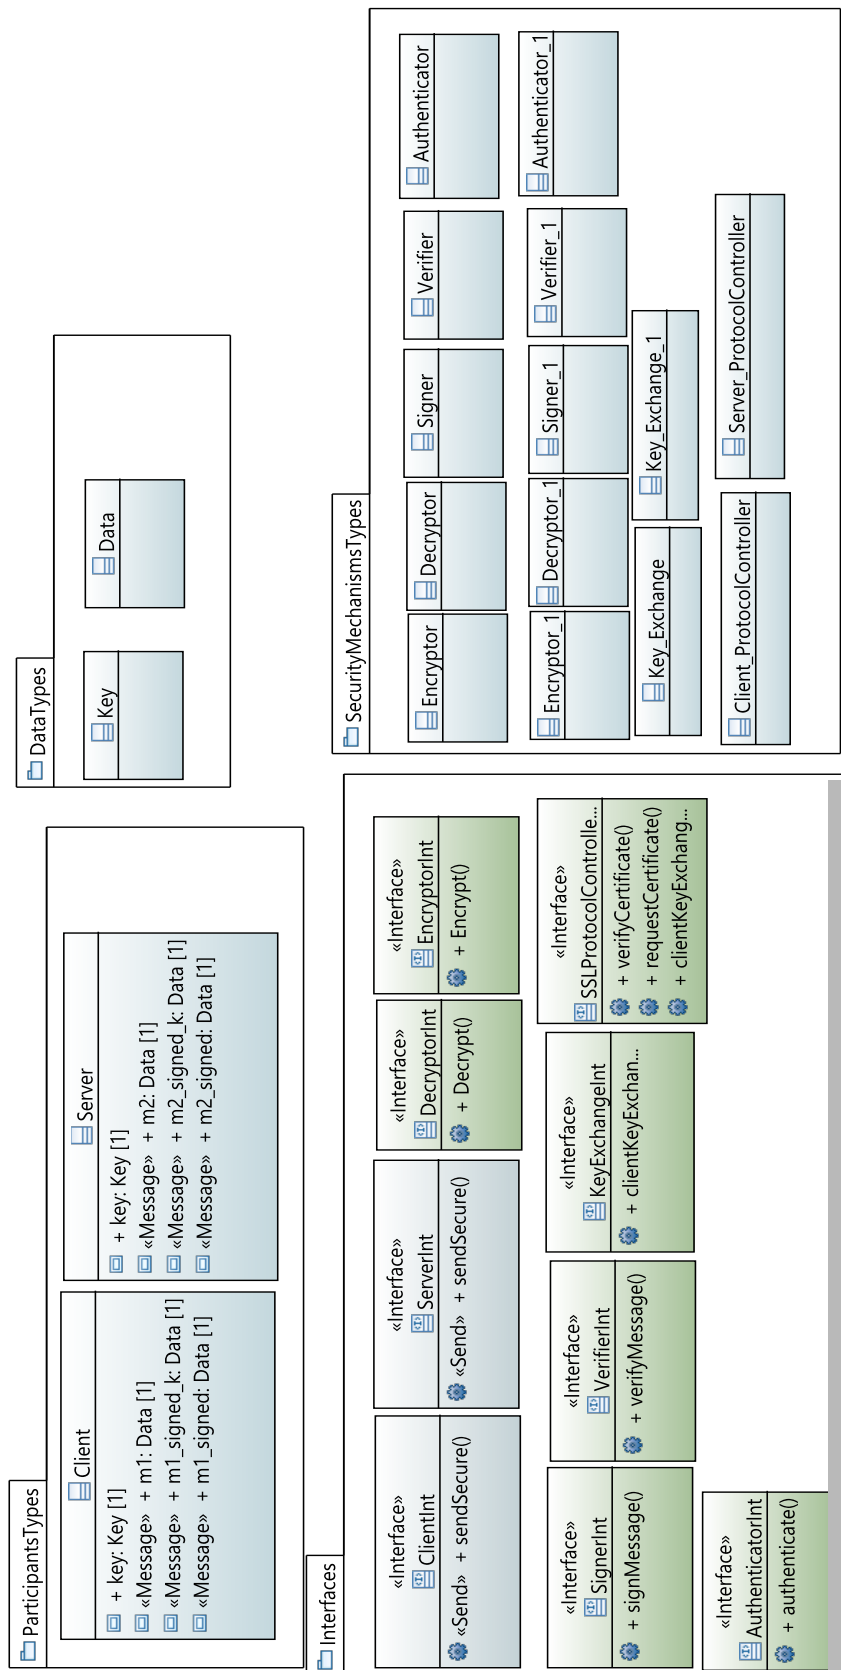 ParticipantsTypes
Client
+ key: Key [1]
«Message» + m1: Data [1]
«Message» + m1_signed_k: Data [1]
«Message» + m1_signed: Data [1]
Server
+ key: Key [1]
«Message» + m2: Data [1]
«Message» + m2_signed_k: Data [1]
«Message» + m2_signed: Data [1]
DataTypes
Key
Data
Interfaces
«Interface»
ClientInt
«Send» + sendSecure()
«Interface»
ServerInt
«Send» + sendSecure()
«Interface»
DecryptorInt
+ Decrypt()
«Interface»
EncryptorInt
+ Encrypt()
«Interface»
SignerInt
+ signMessage()
«Interface»
VerifierInt
+ verifyMessage()
«Interface»
KeyExchangeInt
+ clientKeyExchan...
«Interface»
SSLProtocolControlle...
+ verifyCertificate()
+ requestCertificate()
+ clientKeyExchang...
«Interface»
AuthenticatorInt
+ authenticate()
SecurityMechanismsTypes
Encryptor
Decryptor
Signer
Verifier
Authenticator
Encryptor_1
Decryptor_1
Signer_1
Verifier_1
Authenticator_1
Key_Exchange
Key_Exchange_1
Client_ProtocolController
Server_ProtocolController